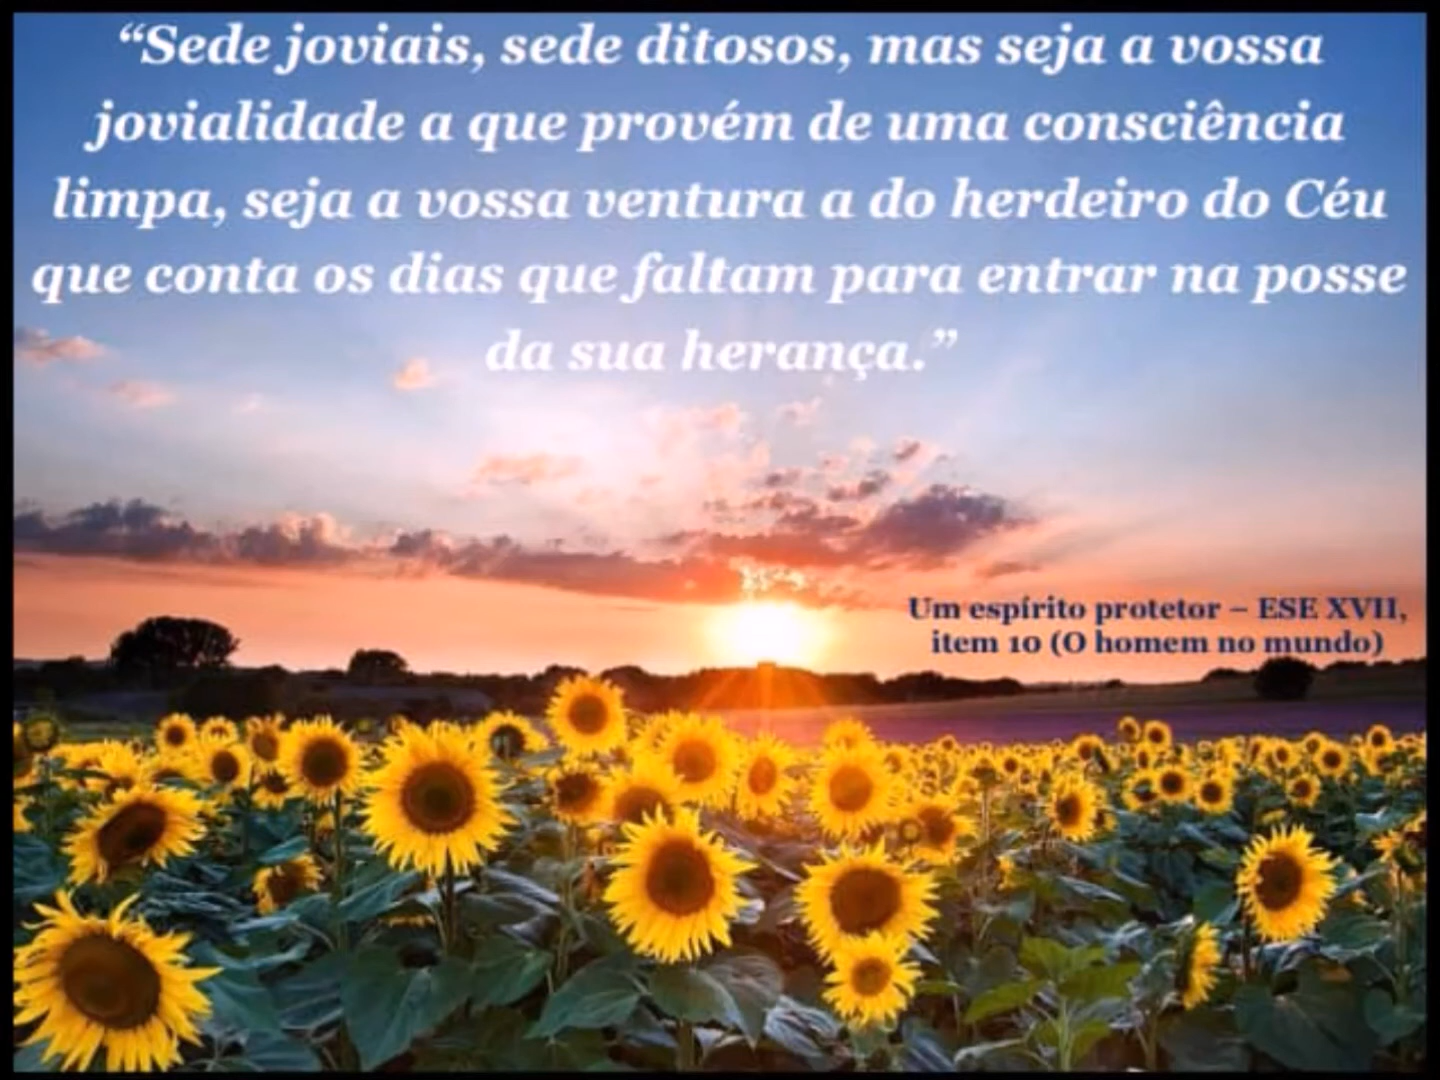 “Sede joviais, sede ditosos, mas seja a vossa
jovialidade a que provém de uma consciência
limpa, seja a vossa ventura a do herdeiro do Céu
que conta os dias que faltam para entrar na posse
da sua herança.”
Um espírito protetor – ESE XVII,
item 10 (O homem no mundo)